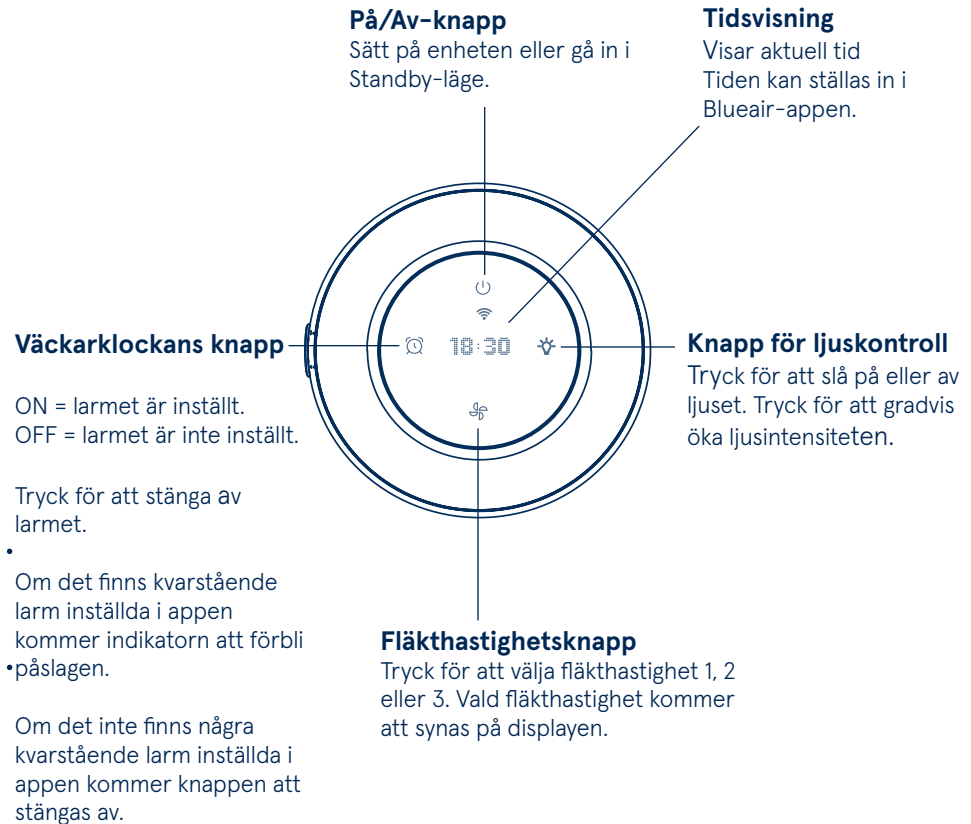 På/Av-knapp
Sätt på enheten eller gå in i
Standby-läge.
Tidsvisning
Visar aktuell tid
Tiden kan ställas in i
Blueair-appen.
Väckarklockans knapp
ON = larmet är inställt.
OFF = larmet är inte inställt.
Tryck för att stänga av
larmet.
•
Om det finns kvarstående
larm inställda i appen
kommer indikatorn att förbli
•påslagen.
Om det inte finns några
kvarstående larm inställda i
appen kommer knappen att
stängas av.
18:30
Knapp för ljuskontroll
Tryck för att slå på eller av
ljuset. Tryck för att gradvis
öka ljusintensiteten.
Fläkthastighetsknapp
Tryck för att välja fläkthastighet 1, 2
eller 3. Vald fläkthastighet kommer
att synas på displayen.